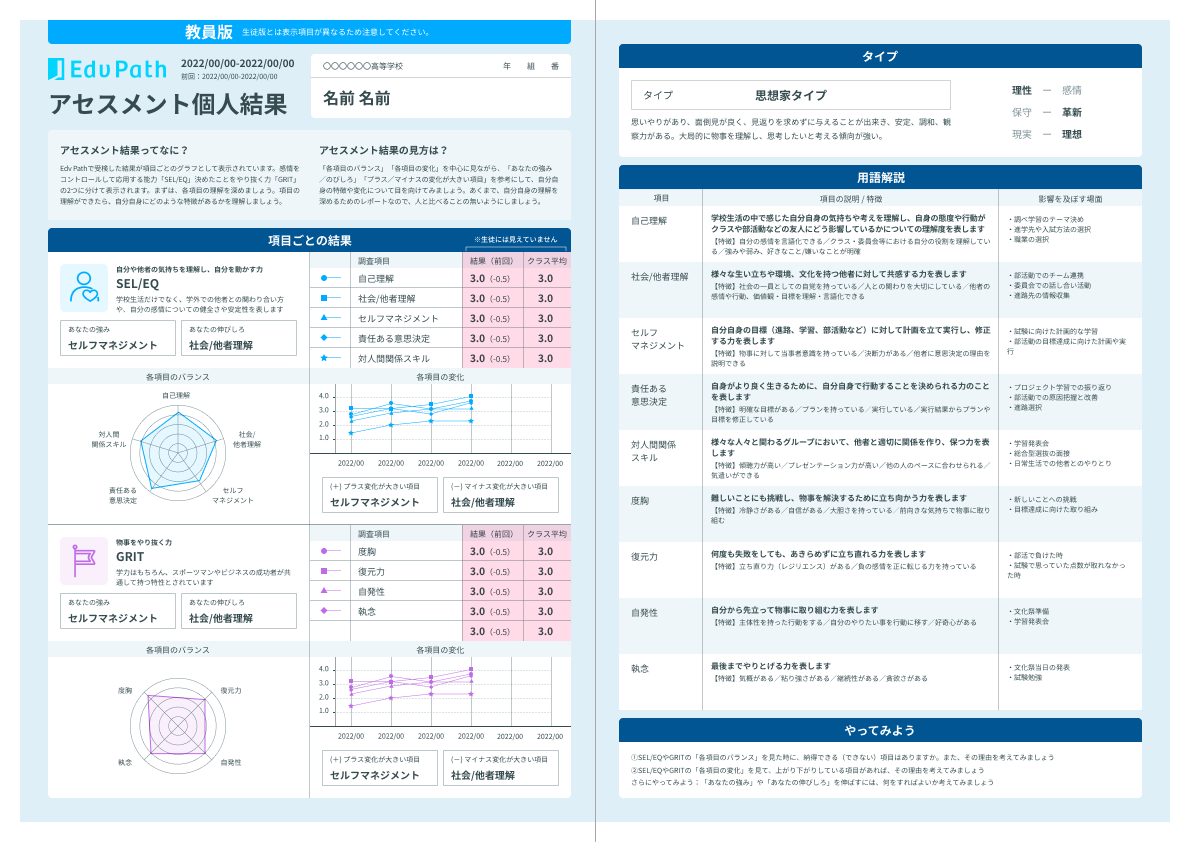 教員版 生徒版とは表示項目が異なるため注意してください。
Edv Path
2022/00/00-2022/00/00
前回：2022/00/00-2022/00/00
アセスメント個人結果
〇〇〇〇〇〇高等学校 年 組 番
名前 名前
アセスメント結果ってなに？
Edv Pathで受検した結果が項目ごとのグラフとして表示されています。感情を
コントロールして応用する能力「SEL/EQ」決めたことをやり抜く力「GRIT」
の2つに分けて表示されます。まずは、各項目の理解を深めましょう。項目の
理解ができたら、自分自身にどのような特徴があるかを理解しましょう。
アセスメント結果の見方は？
「各項目のバランス」「各項目の変化」を中心に見ながら、「あなたの強み
／のびしろ」「プラス／マイナスの変化が大きい項目」を参考にして、自分自
身の特徴や変化について目を向けてみましょう。あくまで、自分自身の理解を
深めるためのレポートなので、人と比べることの無いようにしましょう。
項目ごとの結果
※生徒には見えていません
自分や他者の気持ちを理解し、自分を動かす力
SEL/EQ
学校生活だけでなく、学外での他者との関わり合い方
や、自分の感情についての健全さや安定性を表します
あなたの強み
セルフマネジメント
あなたの伸びしろ
社会/他者理解
調査項目 結果（前回） クラス平均
自己理解 3.0 (-0.5) 3.0
社会/他者理解 3.0 (-0.5) 3.0
セルフマネジメント 3.0 (-0.5) 3.0
責任ある意思決定 3.0 (-0.5) 3.0
対人間関係スキル 3.0 (-0.5) 3.0
各項目のバランス
自己理解
社会/
他者理解
セルフ
マネジメント
責任ある
意思決定
対人間
関係スキル
各項目の変化
4.0
3.0
2.0
1.0
2022/00 2022/00 2022/00 2022/00 2022/00 2022/00
(＋) プラス変化が大きい項目
セルフマネジメント
(－) マイナス変化が大きい項目
社会/他者理解
物事をやり抜く力
GRIT
学力はもちろん、スポーツマンやビジネスの成功者が共
通して持つ特性とされています
あなたの強み
セルフマネジメント
あなたの伸びしろ
社会/他者理解
調査項目 結果（前回） クラス平均
度胸 3.0 (-0.5) 3.0
復元力 3.0 (-0.5) 3.0
自発性 3.0 (-0.5) 3.0
執念 3.0 (-0.5) 3.0
3.0 (-0.5) 3.0
各項目のバランス
度胸
復元力
執念
自発性
各項目の変化
4.0
3.0
2.0
1.0
2022/00 2022/00 2022/00 2022/00 2022/00 2022/00
(＋) プラス変化が大きい項目
セルフマネジメント
(－) マイナス変化が大きい項目
社会/他者理解
タイプ
タイプ 思想家タイプ
思いやりがあり、面倒見が良く、見返りを求めずに与えることが出来き、安定、調和、観
察力がある。大局的に物事を理解し、思考したいと考える傾向が強い。
理性 － 感情
保守 － 革新
現実 － 理想
用語解説
項目 項目の説明 / 特徴 影響を及ぼす場面
自己理解
学校生活の中で感じた自分自身の気持ちや考えを理解し、自身の態度や行動が
クラスや部活動などの友人にどう影響しているかについての理解度を表します
【特徴】自分の感情を言語化できる／クラス・委員会等における自分の役割を理解してい
る／強みや弱み、好きなこと/嫌いなことが明確
・調べ学習のテーマ決め
・進学先や入試方法の選択
・職業の選択
社会/他者理解
様々な生い立ちや環境、文化を持つ他者に対して共感する力を表します
【特徴】社会の一員としての自覚を持っている／人との関わりを大切にしている／他者の
感情や行動、価値観・目標を理解・言語化できる
・部活動でのチーム連携
・委員会での話し合い活動
・進路先の情報収集
セルフ
マネジメント
自分自身の目標（進路、学習、部活動など）に対して計画を立て実行し、修正
する力を表します
【特徴】物事に対して当事者意識を持っている／決断力がある／他者に意思決定の理由を
説明できる
・試験に向けた計画的な学習
・部活動の目標達成に向けた計画や実
行
責任ある
意思決定
自身がより良く生きるために、自分自身で行動することを決められる力のこと
を表します
【特徴】明確な目標がある／プランを持っている／実行している／実行結果からプランや
目標を修正している
・プロジェクト学習での振り返り
・部活動での原因把握と改善
・進路選択
対人間関係
スキル
様々な人々と関わるグループにおいて、他者と適切に関係を作り、保つ力を表
します
【特徴】傾聴力が高い／プレゼンテーション力が高い／他の人のペースに合わせられる／
気遣いができる
・学習発表会
・総合型選抜の面接
・日常生活での他者とのやりとり
度胸
難しいことにも挑戦し、物事を解決するために立ち向かう力を表します
【特徴】冷静さがある／自信がある／大胆さを持っている／前向きな気持ちで物事に取り
組む
・新しいことへの挑戦
・目標達成に向けた取り組み
復元力
何度も失敗をしても、あきらめずに立ち直れる力を表します
【特徴】立ち直り力（レジリエンス）がある／負の感情を正に転じる力を持っている
・部活で負けた時
・試験で思っていた点数が取れなかっ
た時
自発性
自分から先立って物事に取り組む力を表します
【特徴】主体性を持った行動をする／自分のやりたい事を行動に移す／好奇心がある
・文化祭準備
・学習発表会
執念
最後までやりとげる力を表します
【特徴】気概がある／粘り強さがある／継続性がある／貪欲さがある
・文化祭当日の発表
・試験勉強
やってみよう
①SEL/EQやGRITの「各項目のバランス」を見た時に、納得できる（できない）項目はありますか。また、その理由を考えてみましょう
②SEL/EQやGRITの「各項目の変化」を見て、上がり下がりしている項目があれば、その理由を考えてみましょう
さらにやってみよう：「あなたの強み」や「あなたの伸びしろ」を伸ばすには、何をすればよいか考えてみましょう